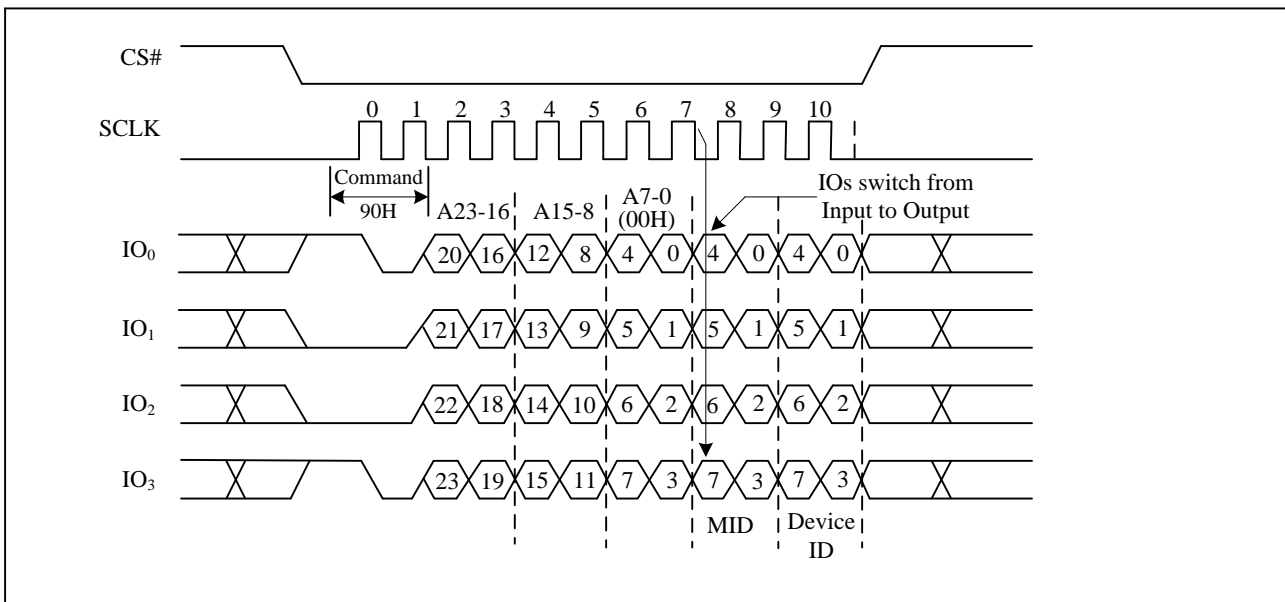 CS#
SCLK
0 1 2 3 4 5 6 7 8 9 10
Command
90H
A23-16
A15-8
A7-0
(00H)
IOs switch from
Input to Output
IO0
20 16 12 8 4 0 4 0 4 0
IO1
21 17 13 9 5 1 5 1 5 1
IO2
22 18 14 10 6 2 6 2 6 2
IO3
23 19 15 11 7 3 7 3 7 3
MID
Device
ID